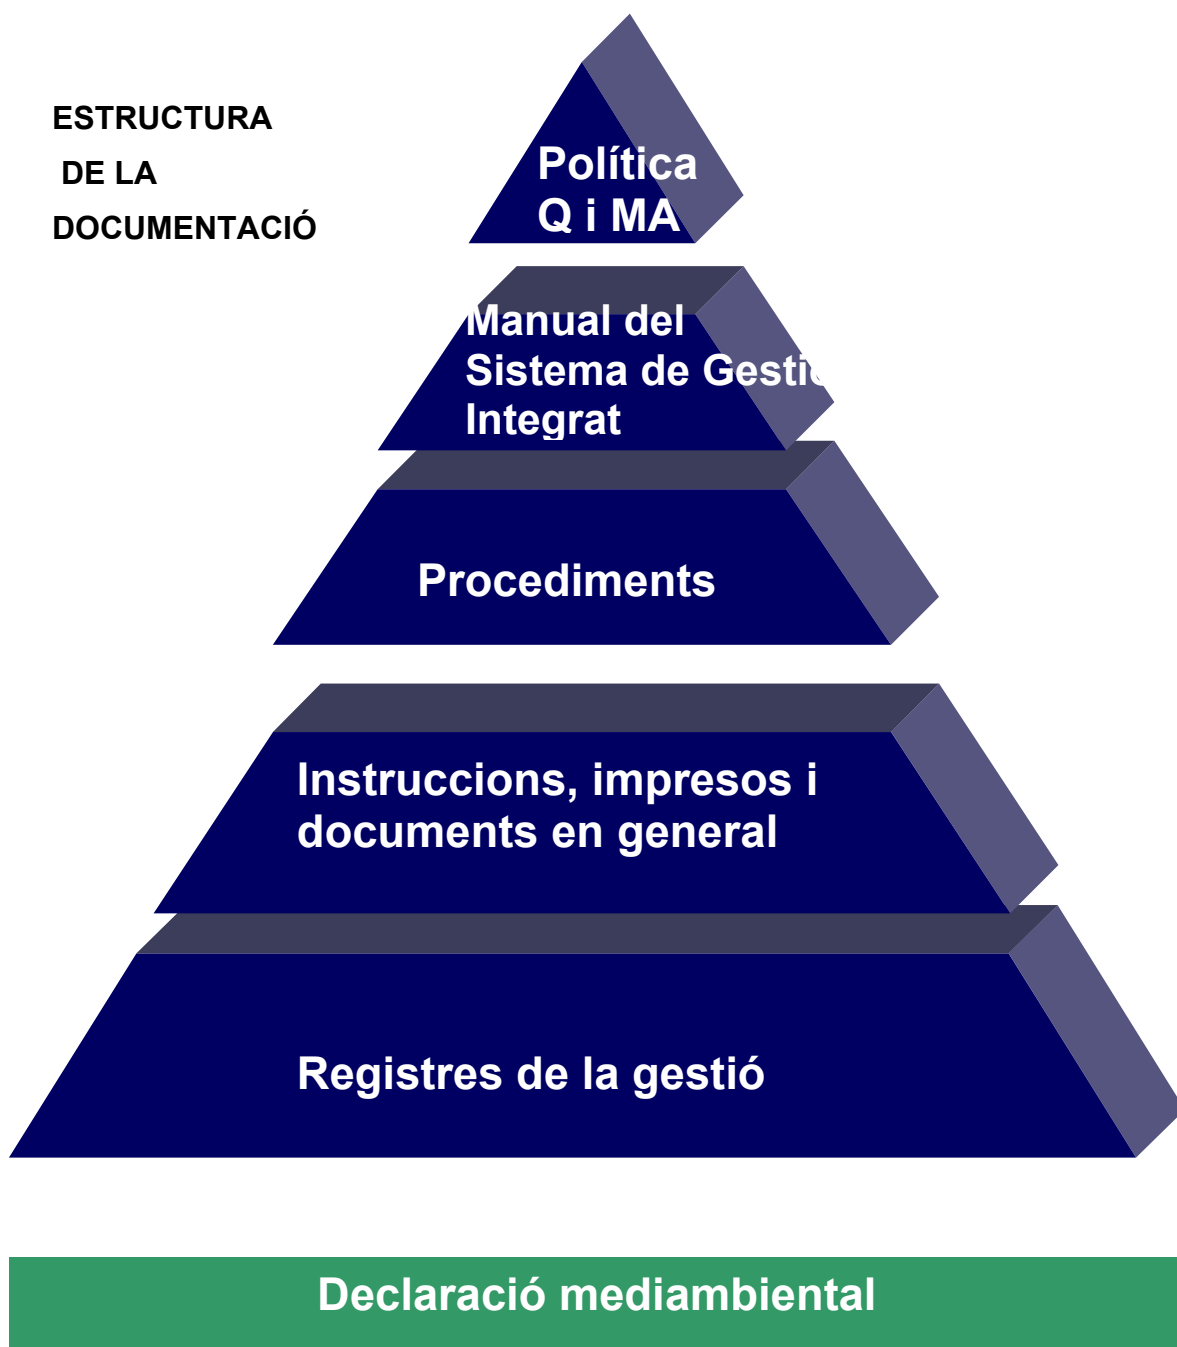 ESTRUCTURA
DE LA
DOCUMENTACIÓ
Política
Q i MA
Manual del
Sistema de Gestió
Integrat
Procediments
Instruccions, impresos i
documents en general
Registres de la gestió
Declaració mediambiental